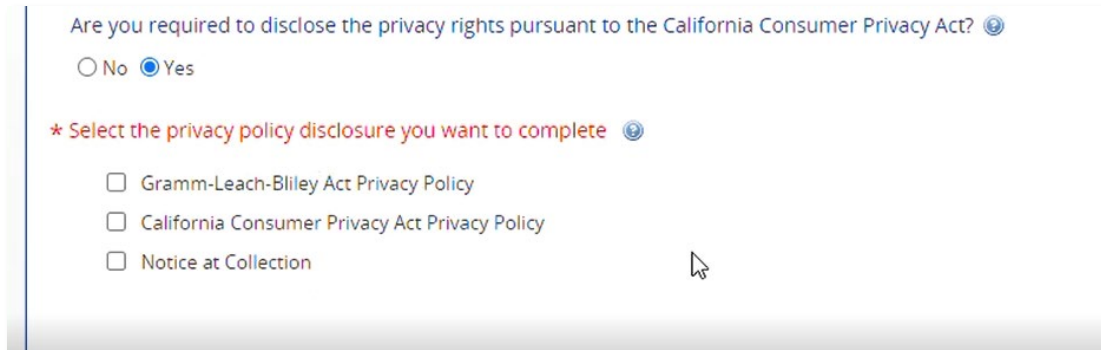 Are you required to disclose the privacy rights pursuant to the California Consumer Privacy Act?
No Yes
* Select the privacy policy disclosure you want to complete
Gramm-Leach-Bliley Act Privacy Policy
California Consumer Privacy Act Privacy Policy
Notice at Collection